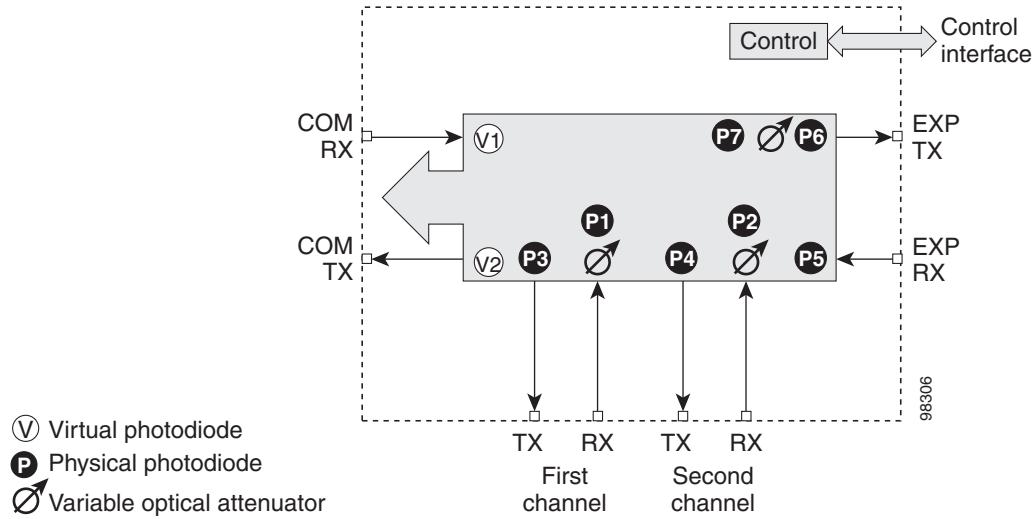 Control
Control
interface
COM
RX
V1
P7
P6
EXP
TX
P1
P2
COM
TX
V2
P3
P4
P5
EXP
RX
98306
TX
RX
TX
RX
First
channel
Second
channel
V Virtual photodiode
P Physical photodiode
Variable optical attenuator